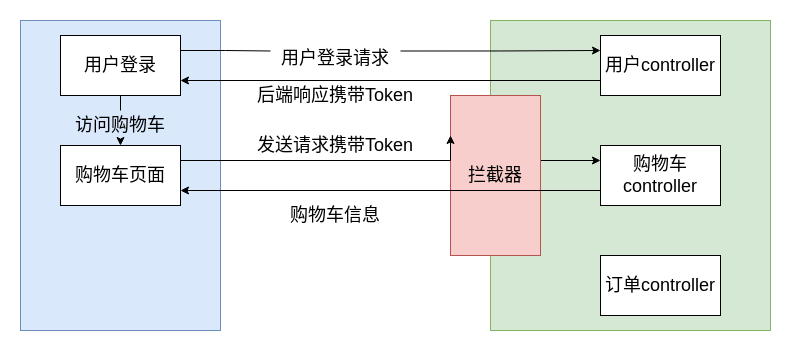 用户登录
用户登录请求
用户controller
后端响应携带Token
访问购物车
发送请求携带Token
购物车页面
拦截器
购物车
controller
购物车信息
订单controller